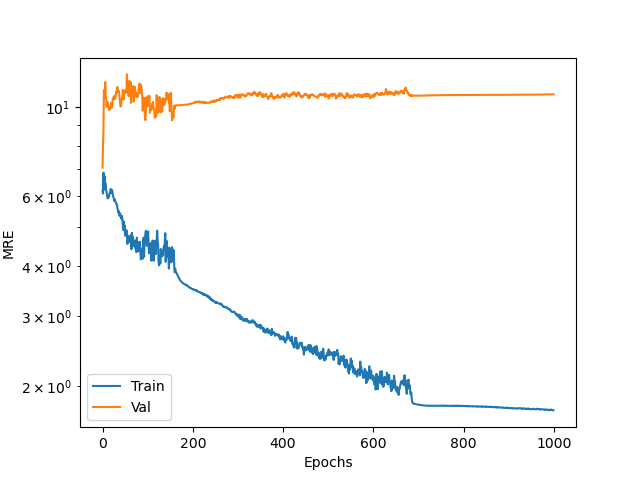 10¹
6 × 10⁰
4 × 10⁰
3 × 10⁰
2 × 10⁰
MRE
Train
Val
0 200 400 600 800 1000
Epochs